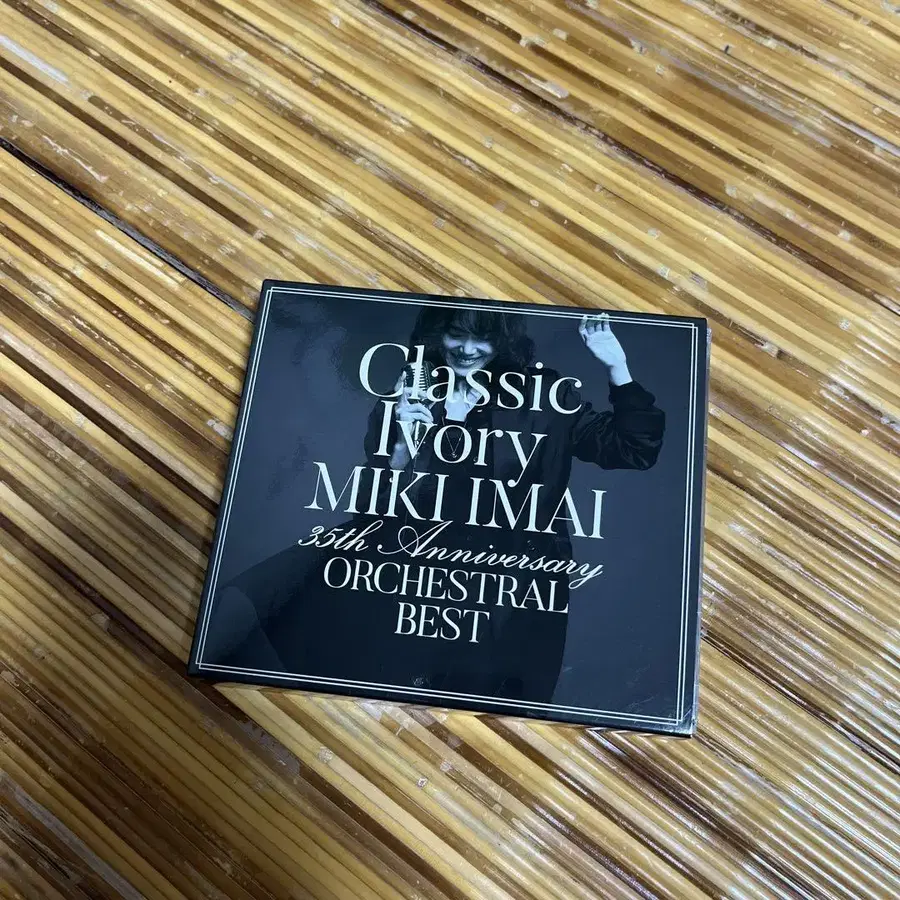 Classic
Ivory
MIKI IMAI
35th Anniversary
ORCHESTRAL
BEST